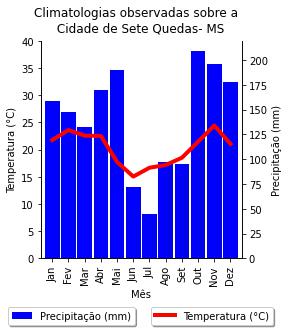 Climatologias observadas sobre a
Cidade de Sete Quedas- MS
40
35
30
25
20
15
10
5
0
Temperatura (°C)
200
175
150
125
100
75
50
25
0
Precipitação (mm)
Jan
Fev
Mar
Abr
Mai
Jun
Jul
Ago
Set
Out
Nov
Dez
Mês
Precipitação (mm)
Temperatura (°C)